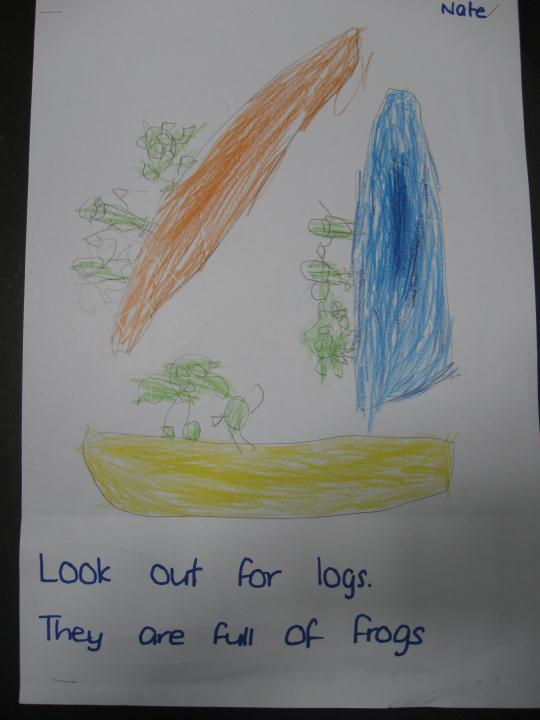 Nate
Look out for logs.
They are full of frogs